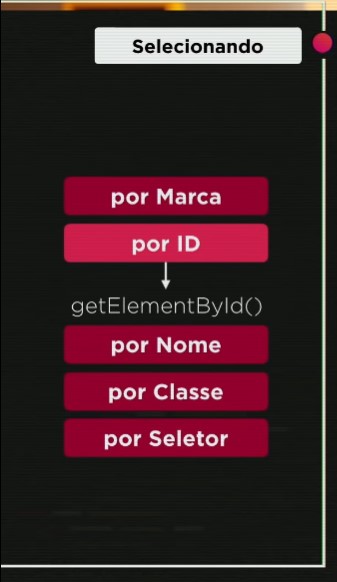 Selecionando
por Marca
por ID
getElementById()
por Nome
por Classe
por Seletor